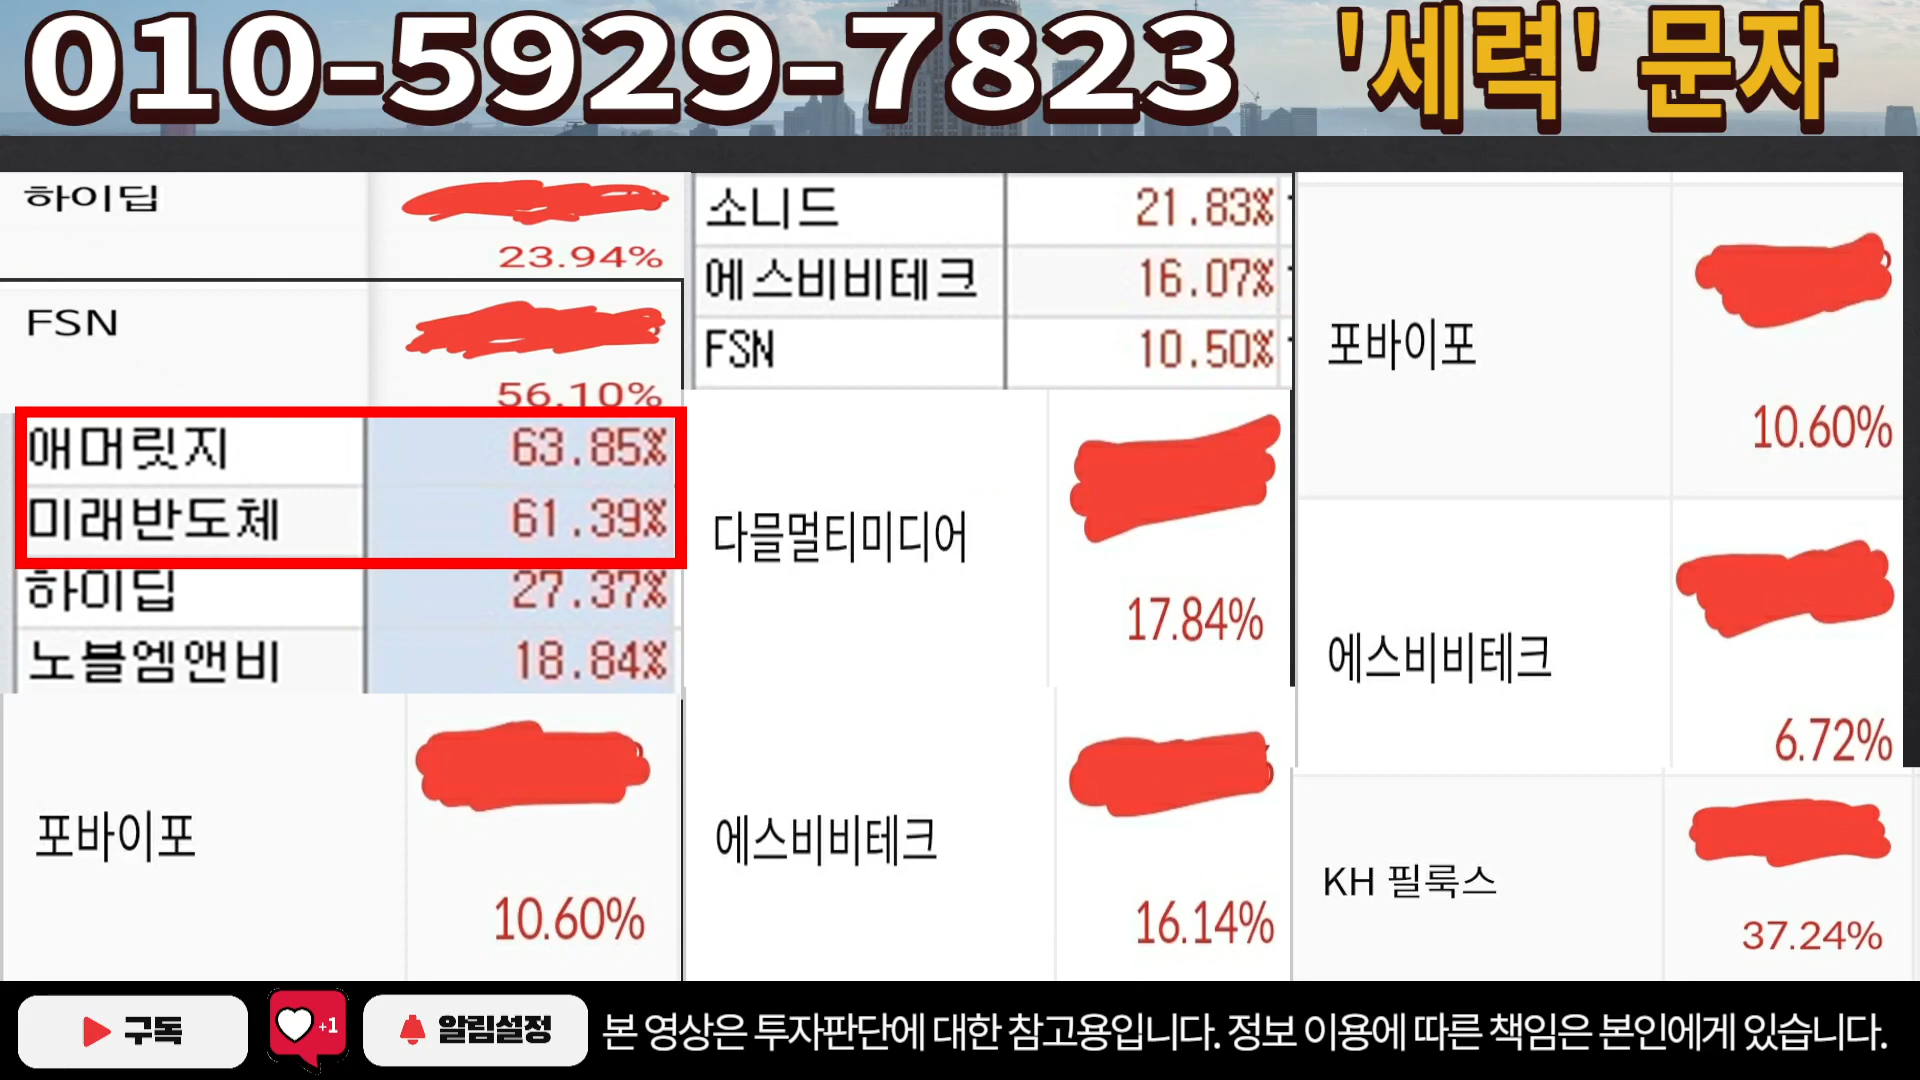 010-5929-7823 '세력' 문자
하이딥
23.94%
FSN
56.10%
애머릿지 63.85%
미래반도체 61.39%
하이딥 27.37%
노블엠앤비 18.84%
포바이포
10.60%
소니드 21.83%
에스비비테크 16.07%
FSN 10.50%
다믈멀티미디어
17.84%
에스비비테크
16.14%
포바이포
10.60%
에스비비테크
6.72%
KH 필룩스
37.24%
구독 +1 알림설정 본 영상은 투자판단에 대한 참고용입니다. 정보 이용에 따른 책임은 본인에게 있습니다.